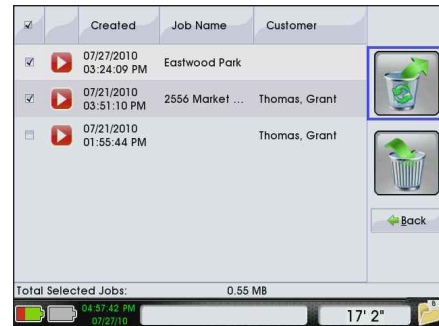 Created Job Name Customer
07/27/2010
03:24:09 PM
Eastwood Park
07/21/2010
03:51:10 PM
2556 Market ... Thomas, Grant
07/21/2010
01:55:44 PM
Thomas, Grant
Back
Total Selected Jobs: 0.55 MB
04:57:42 PM
07/27/10
17' 2"
8